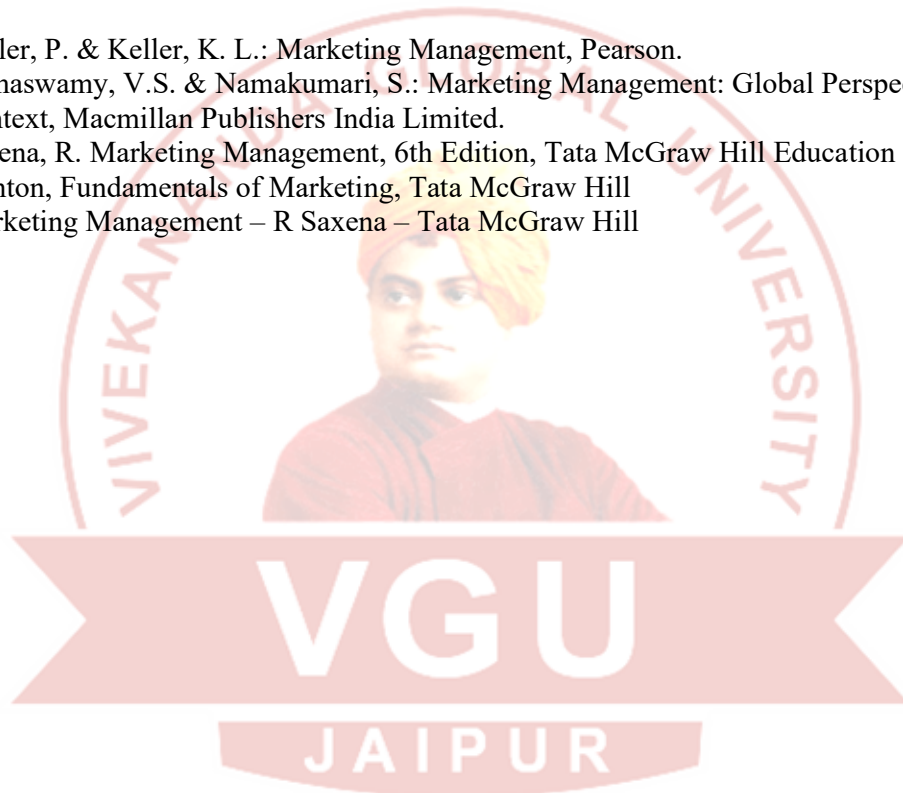 ler, P. & Keller, K. L.: Marketing Management, Pearson.
naswamy, V.S. & Namakumari, S.: Marketing Management: Global Perspec
ntext, Macmillan Publishers India Limited.
ena, R. Marketing Management, 6th Edition, Tata McGraw Hill Education
nton, Fundamentals of Marketing, Tata McGraw Hill
rketing Management – R Saxena – Tata McGraw Hill
VIVEKANANDA GLOBAL UNIVERSITY
VGU
JAIPUR